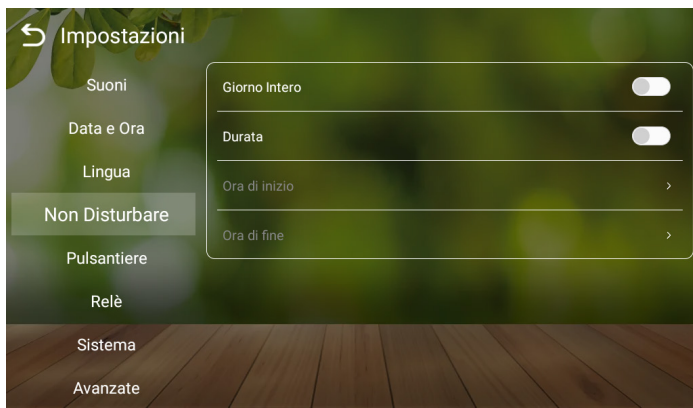 Impostazioni
Suoni
Data e Ora
Lingua
Non Disturbare
Pulsantiere
Relè
Sistema
Avanzate
Giorno Intero
Durata
Ora di inizio
Ora di fine